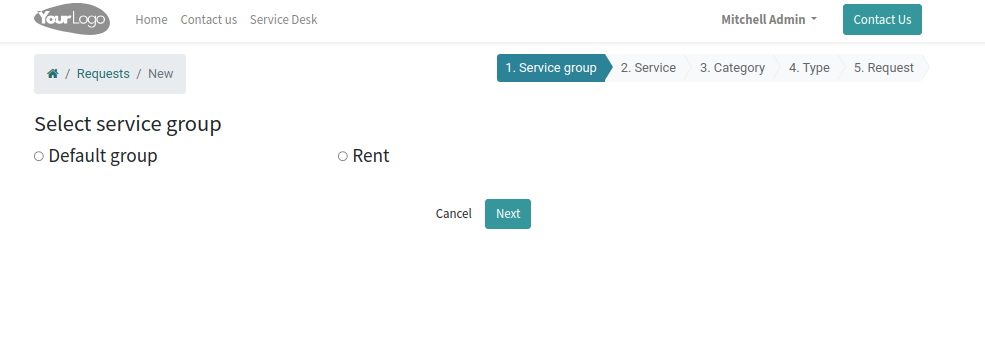 YourLogo Home Contact us Service Desk Mitchell Admin Contact Us
/ Requests / New 1. Service group 2. Service 3. Category 4. Type 5. Request
Select service group
Default group Rent
Cancel Next